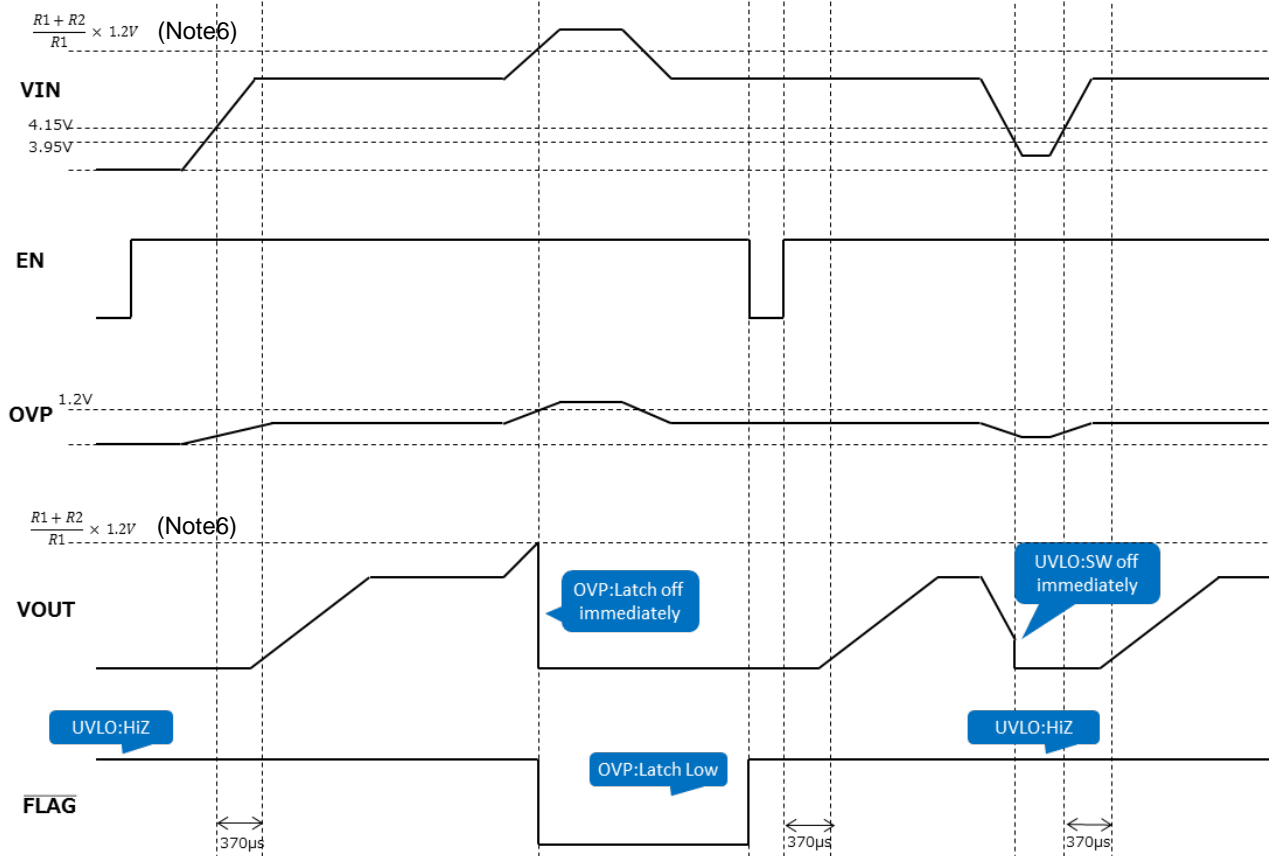 R1 + R2
R1
× 1.2V (Note6)
VIN
4.15V
3.95V
EN
OVP 1.2V
R1 + R2
R1
× 1.2V (Note6)
UVLO:SW off
immediately
OVP:Latch off
immediately
VOUT
UVLO:HiZ
UVLO:HiZ
OVP:Latch Low
FLAG
370µs
370µs
370µs